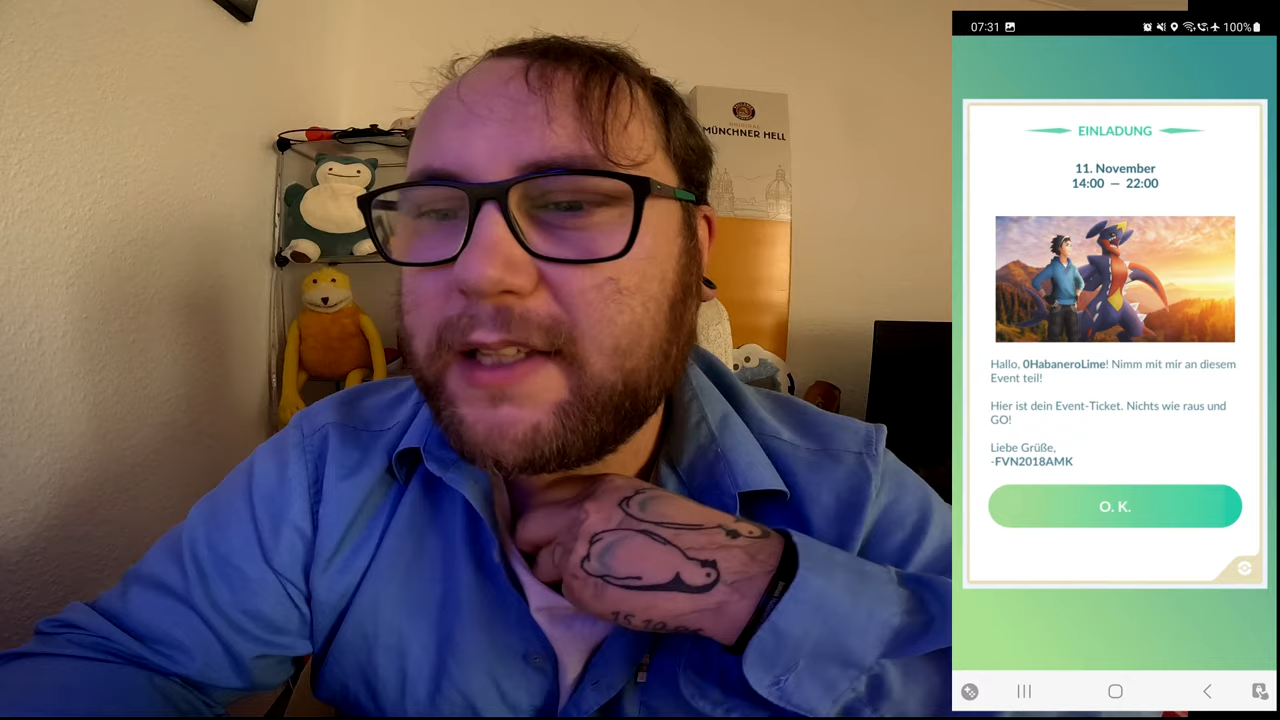 ORIGINAL
MÜNCHNER HELL
07:31
100%
EINLADUNG
11. November
14:00 — 22:00
Hallo, 0HabaneroLime! Nimm mit mir an diesem
Event teil!
Hier ist dein Event-Ticket. Nichts wie raus und
GO!
Liebe Grüße,
-FVN2018AMK
O. K.